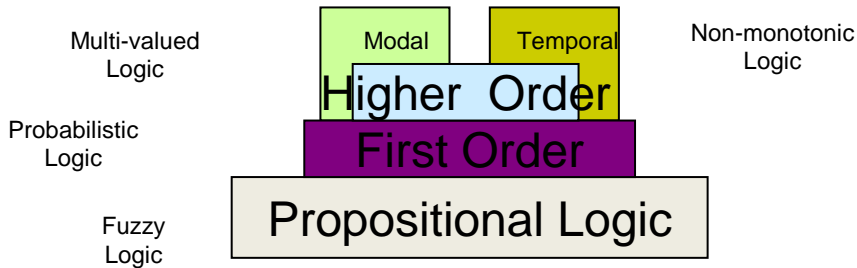 Multi-valued
Logic
Modal
Temporal
Non-monotonic
Logic
Higher Order
Probabilistic
Logic
First Order
Propositional Logic
Fuzzy
Logic